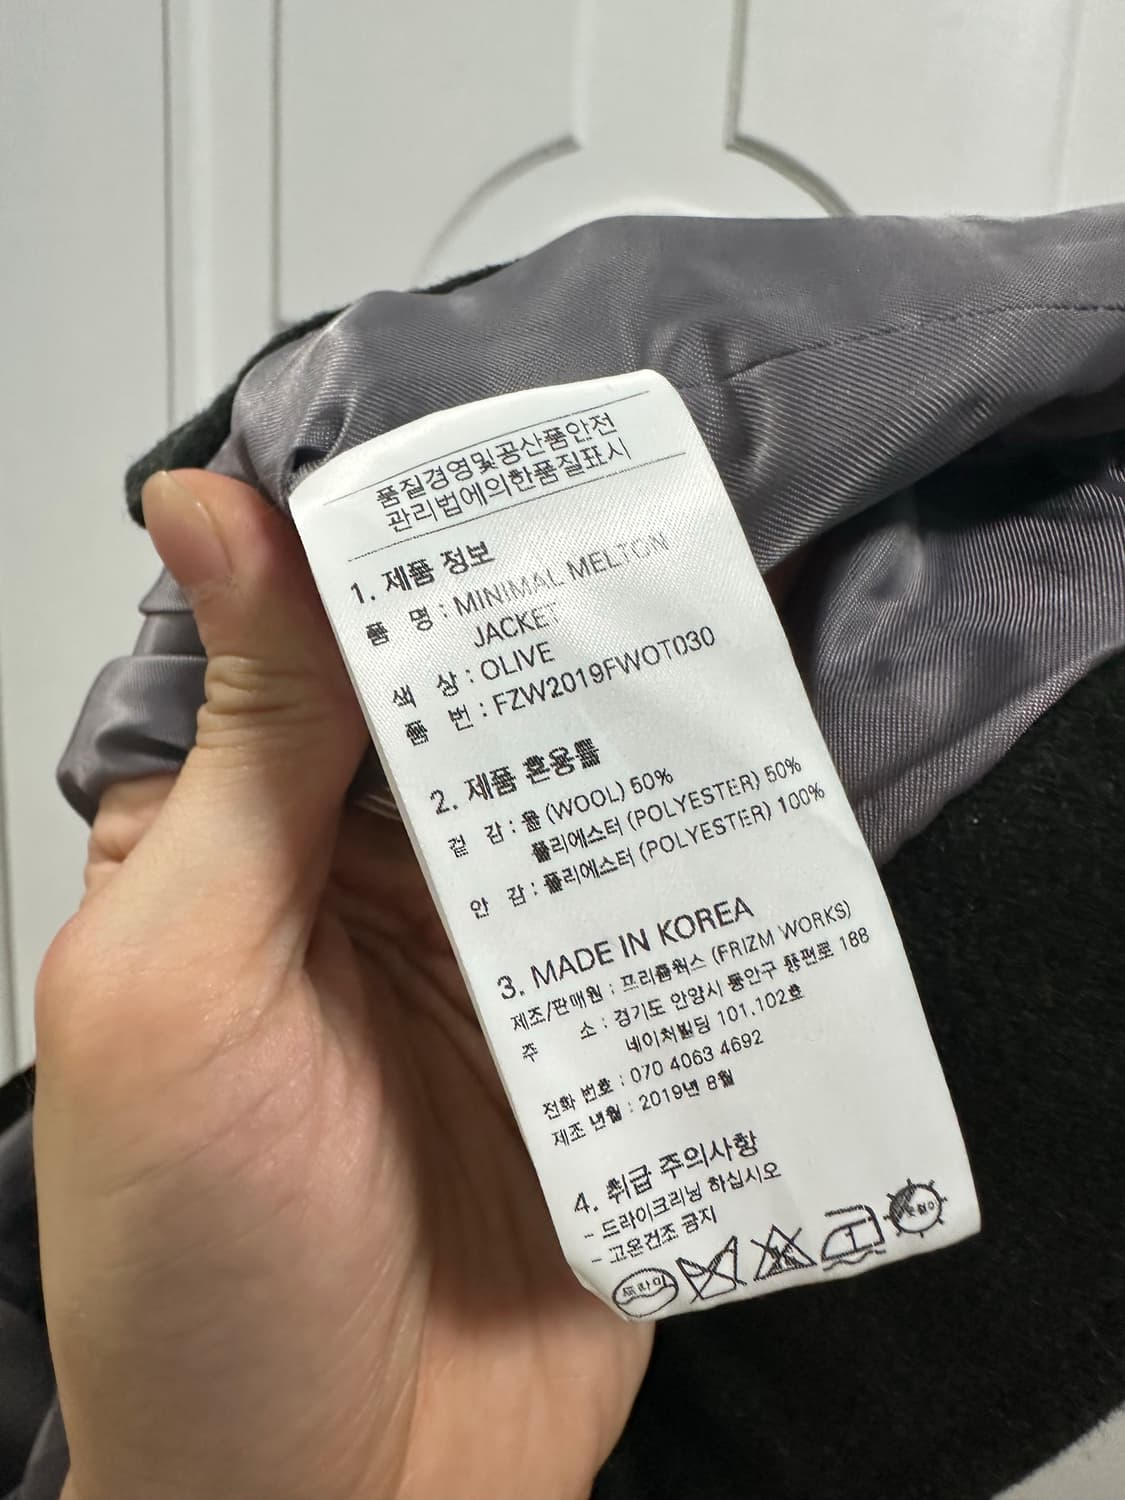 품질경영및공산품안전
관리법에의한품질표시
1. 제품 정보
품 명 : MINIMAL MELTON
JACKET
색 상 : OLIVE
품 번 : FZW2019FWOT030
2. 제품 혼용률
겉 감 : 울 (WOOL) 50%
폴리에스터 (POLYESTER) 50%
안 감 : 폴리에스터 (POLYESTER) 100%
3. MADE IN KOREA
제조/판매원 : 프리즘웍스 (FRIZM WORKS)
주 소 : 경기도 안양시 동안구 흥안대로 188
네이처빌딩 101.102호
전화 번호 : 070 4063 4692
제조 년월 : 2019년 8월
4. 취급 주의사항
- 드라이크리닝 하십시오
- 고온건조 금지
드라이
옷걸이